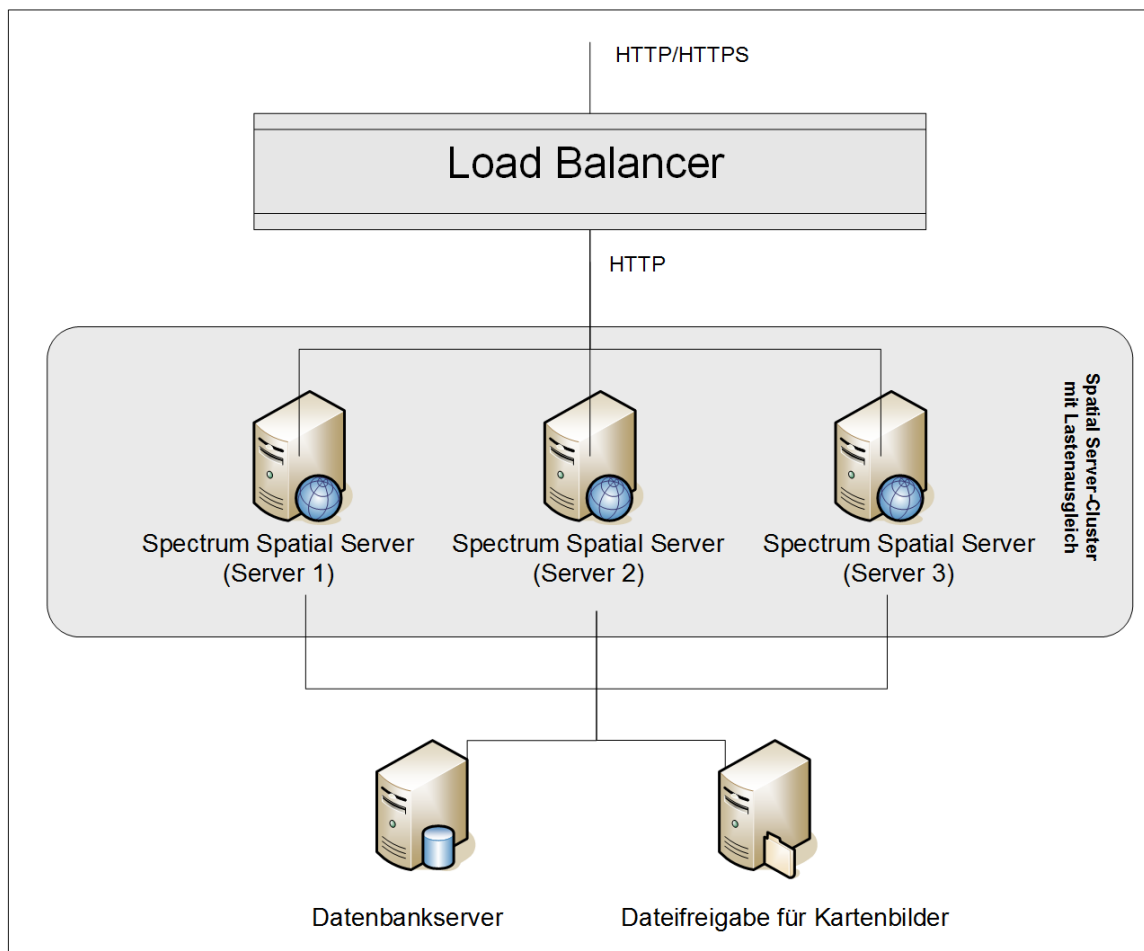 HTTP/HTTPS
Load Balancer
HTTP
Spatial Server-Cluster
mit Lastenausgleich
Spectrum Spatial Server
(Server 1)
Spectrum Spatial Server
(Server 2)
Spectrum Spatial Server
(Server 3)
Datenbankserver
Dateifreigabe für Kartenbilder